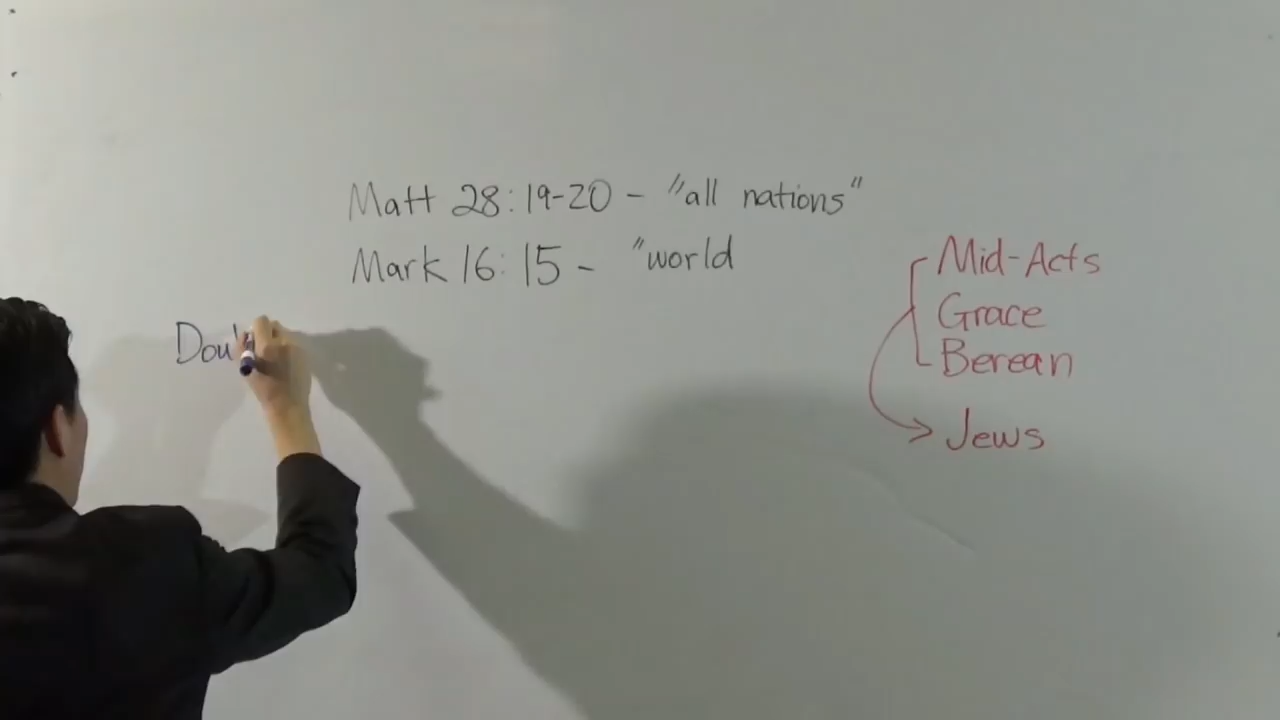 Matt 28:19-20 - "all nations"
Mark 16:15 - "world
Mid-Acts
Grace
Berean
Jews